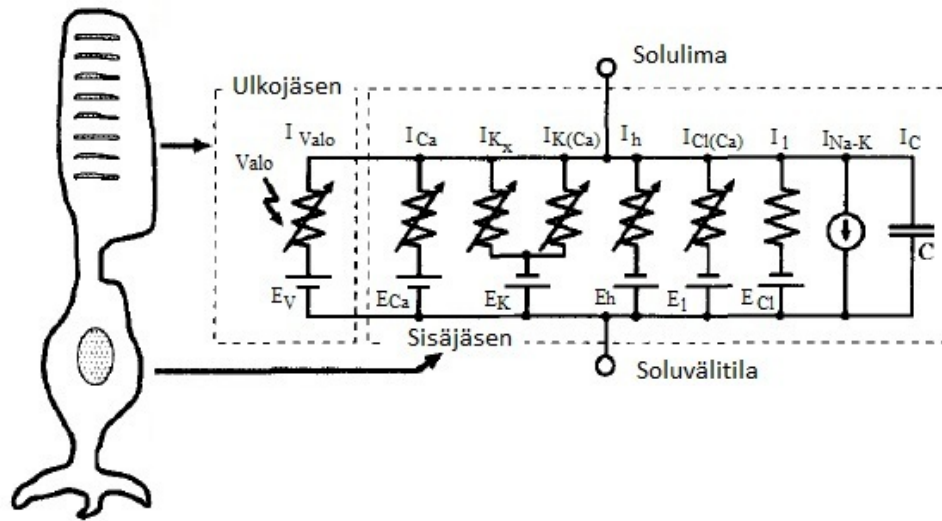 Solulima
Ulkojäsen
I Valo
I Ca
I Kx
I K(Ca)
I h
I Cl(Ca)
I 1
I Na-K
I C
Valo
C
E V
E Ca
E K
Eh
E 1
E Cl
Sisäjäsen
Soluvälitila